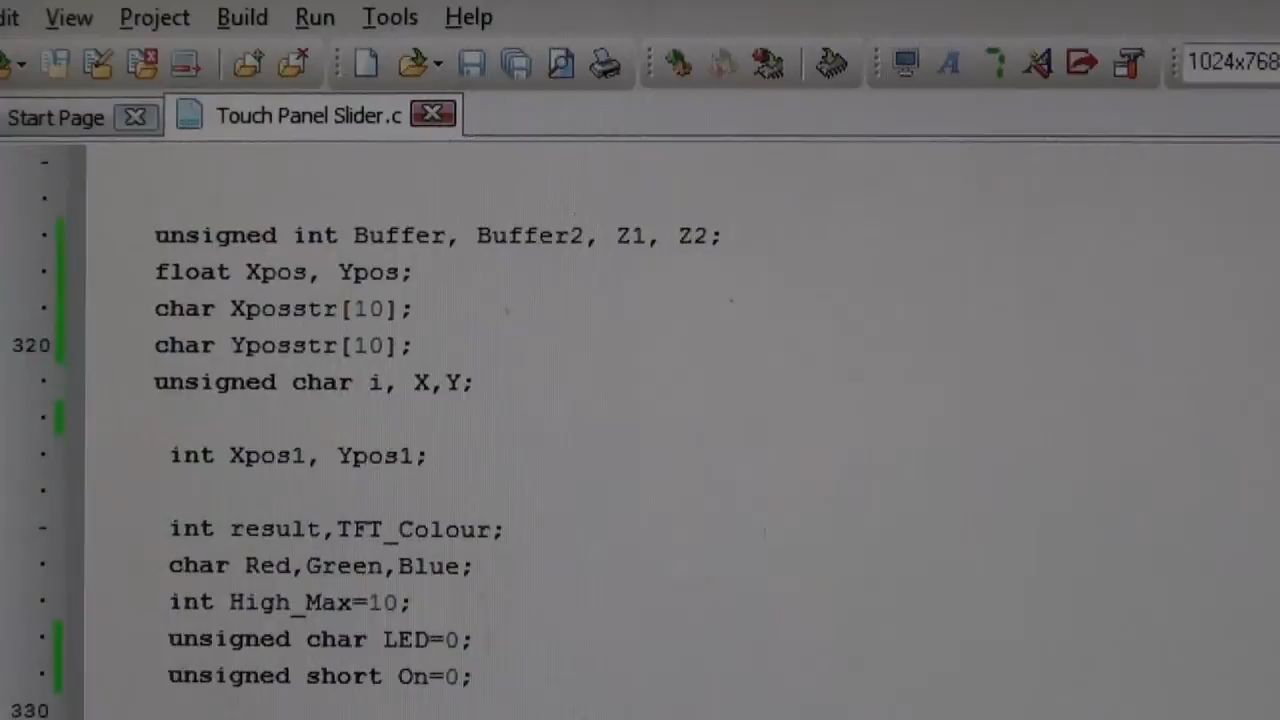 dit View Project Build Run Tools Help
1024x768
Start Page Touch Panel Slider.c
unsigned int Buffer, Buffer2, Z1, Z2;
float Xpos, Ypos;
char Xposstr[10];
320 char Yposstr[10];
unsigned char i, X,Y;
int Xpos1, Ypos1;
int result,TFT_Colour;
char Red,Green,Blue;
int High_Max=10;
unsigned char LED=0;
unsigned short On=0;
330